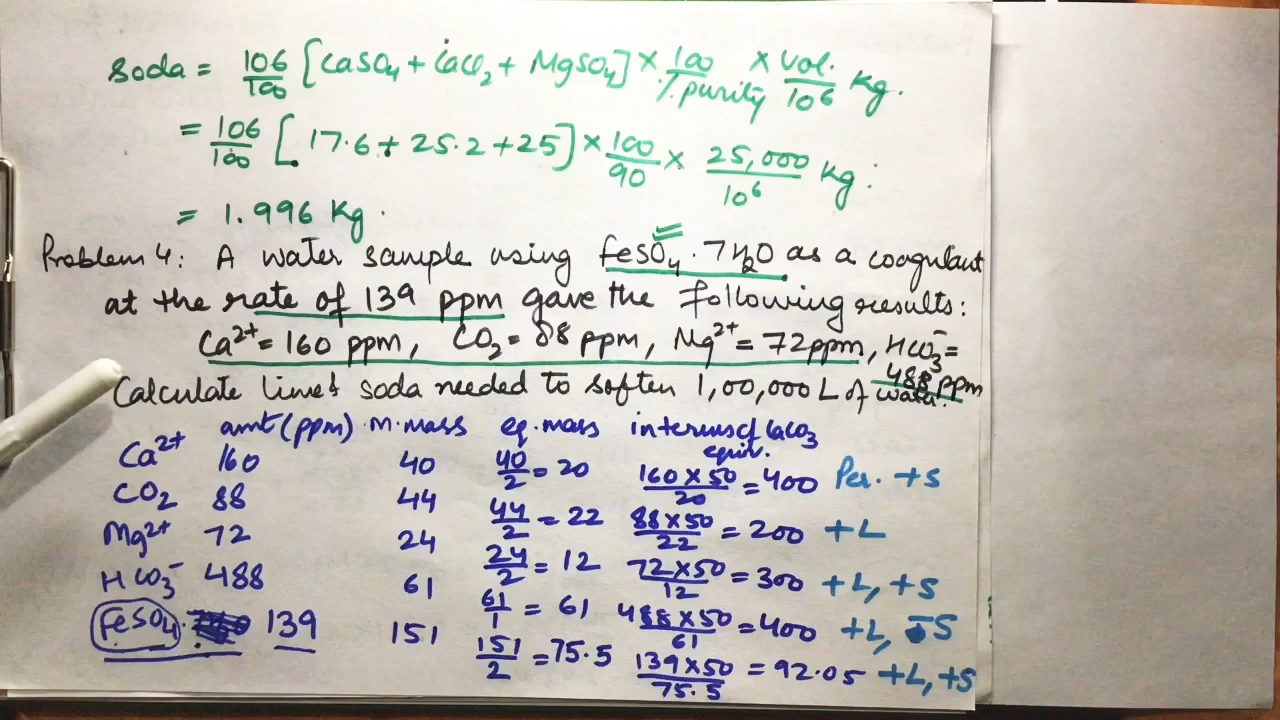 Soda = 106/100 [CaSO4 + CaCl2 + MgSO4] × 100/% purity × Vol./10^6 Kg.
= 106/100 [17.6 + 25.2 + 25] × 100/90 × 25,000/10^6 Kg.
= 1.996 Kg.
Problem 4: A water sample using FeSO4 · 7H2O as a coagulant
at the rate of 139 ppm gave the following results:
Ca2+ = 160 ppm, CO2 = 88 ppm, Mg2+ = 72 ppm, HCO3- = 488 ppm
Calculate lime & soda needed to soften 1,00,000 L of water.
amt (ppm) M. mass eq. mass in terms of CaCO3 equiv.
Ca2+ 160 40 40/2 = 20 160 × 50/20 = 400 Per. +S
CO2 88 44 44/2 = 22 88 × 50/22 = 200 +L
Mg2+ 72 24 24/2 = 12 72 × 50/12 = 300 +L, +S
HCO3- 488 61 61/1 = 61 488 × 50/61 = 400 +L, -S
FeSO4. 139 151 151/2 = 75.5 139 × 50/75.5 = 92.05 +L, +S